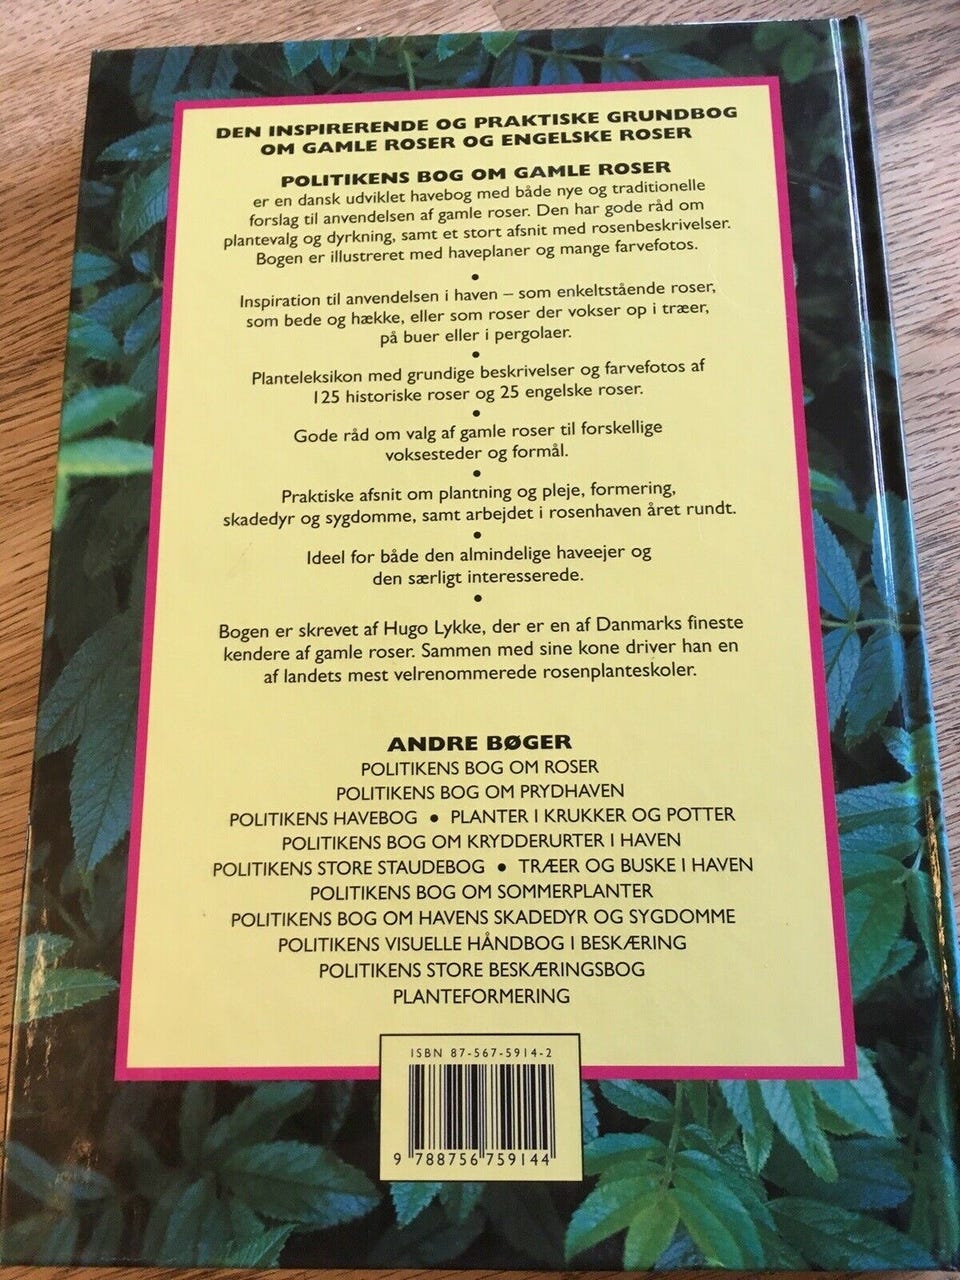 DEN INSPIRERENDE OG PRAKTISKE GRUNDBOG
OM GAMLE ROSER OG ENGELSKE ROSER
POLITIKENS BOG OM GAMLE ROSER
er en dansk udviklet havebog med både nye og traditionelle
forslag til anvendelsen af gamle roser. Den har gode råd om
plantevalg og dyrkning, samt et stort afsnit med rosenbeskrivelser.
Bogen er illustreret med haveplaner og mange farvefotos.
•
Inspiration til anvendelsen i haven – som enkeltstående roser,
som bede og hække, eller som roser der vokser op i træer,
på buer eller i pergolaer.
•
Planteleksikon med grundige beskrivelser og farvefotos af
125 historiske roser og 25 engelske roser.
•
Gode råd om valg af gamle roser til forskellige
voksesteder og formål.
•
Praktiske afsnit om plantning og pleje, formering,
skadedyr og sygdomme, samt arbejdet i rosenhaven året rundt.
•
Ideel for både den almindelige haveejer og
den særligt interesserede.
•
Bogen er skrevet af Hugo Lykke, der er en af Danmarks fineste
kendere af gamle roser. Sammen med sine kone driver han en
af landets mest velrenommerede rosenplanteskoler.
ANDRE BØGER
POLITIKENS BOG OM ROSER
POLITIKENS BOG OM PRYDHAVEN
POLITIKENS HAVEBOG • PLANTER I KRUKKER OG POTTER
POLITIKENS BOG OM KRYDDERURTER I HAVEN
POLITIKENS STORE STAUDEBOG • TRÆER OG BUSKE I HAVEN
POLITIKENS BOG OM SOMMERPLANTER
POLITIKENS BOG OM HAVENS SKADEDYR OG SYGDOMME
POLITIKENS VISUELLE HÅNDBOG I BESKÆRING
POLITIKENS STORE BESKÆRINGSBOG
PLANTEFORMERING
ISBN 87-567-5914-2
9 788756 759144